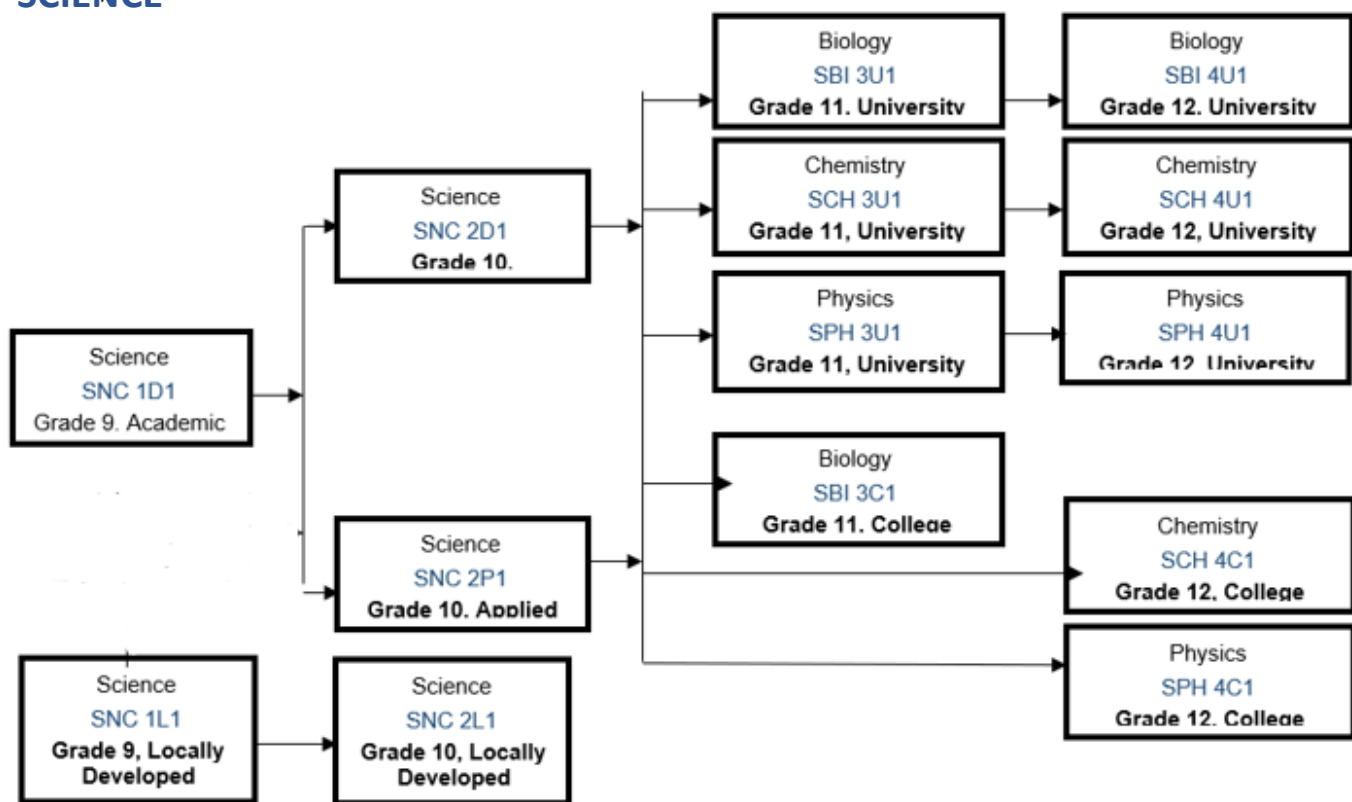 SCIENCE
Biology
SBI 3U1
Grade 11. University
Biology
SBI 4U1
Grade 12. University
Chemistry
SCH 3U1
Grade 11, University
Chemistry
SCH 4U1
Grade 12, University
Science
SNC 2D1
Grade 10.
Physics
SPH 3U1
Grade 11, University
Physics
SPH 4U1
Grade 12. University
Science
SNC 1D1
Grade 9. Academic
Biology
SBI 3C1
Grade 11. College
Science
SNC 2P1
Grade 10. Applied
Chemistry
SCH 4C1
Grade 12, College
Physics
SPH 4C1
Grade 12. College
Science
SNC 1L1
Grade 9, Locally
Developed
Science
SNC 2L1
Grade 10, Locally
Developed